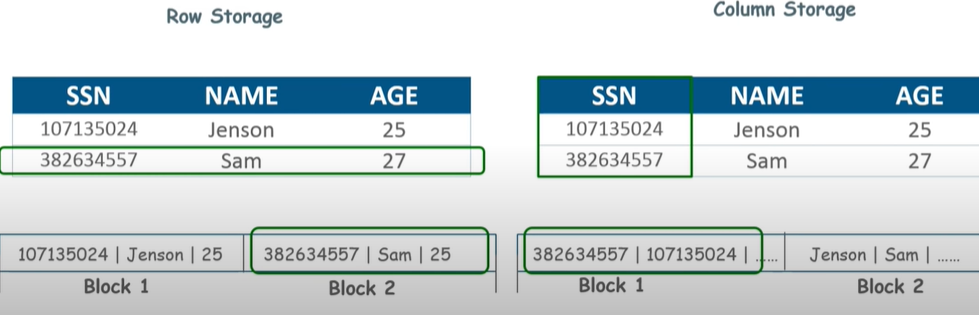 Row Storage
Column Storage
SSN NAME AGE
107135024 Jenson 25
382634557 Sam 27
SSN NAME AGE
107135024 Jenson 25
382634557 Sam 27
107135024 | Jenson | 25
382634557 | Sam | 25
Block 1
Block 2
382634557 | 107135024 | ......
Jenson | Sam | ......
Block 1
Block 2